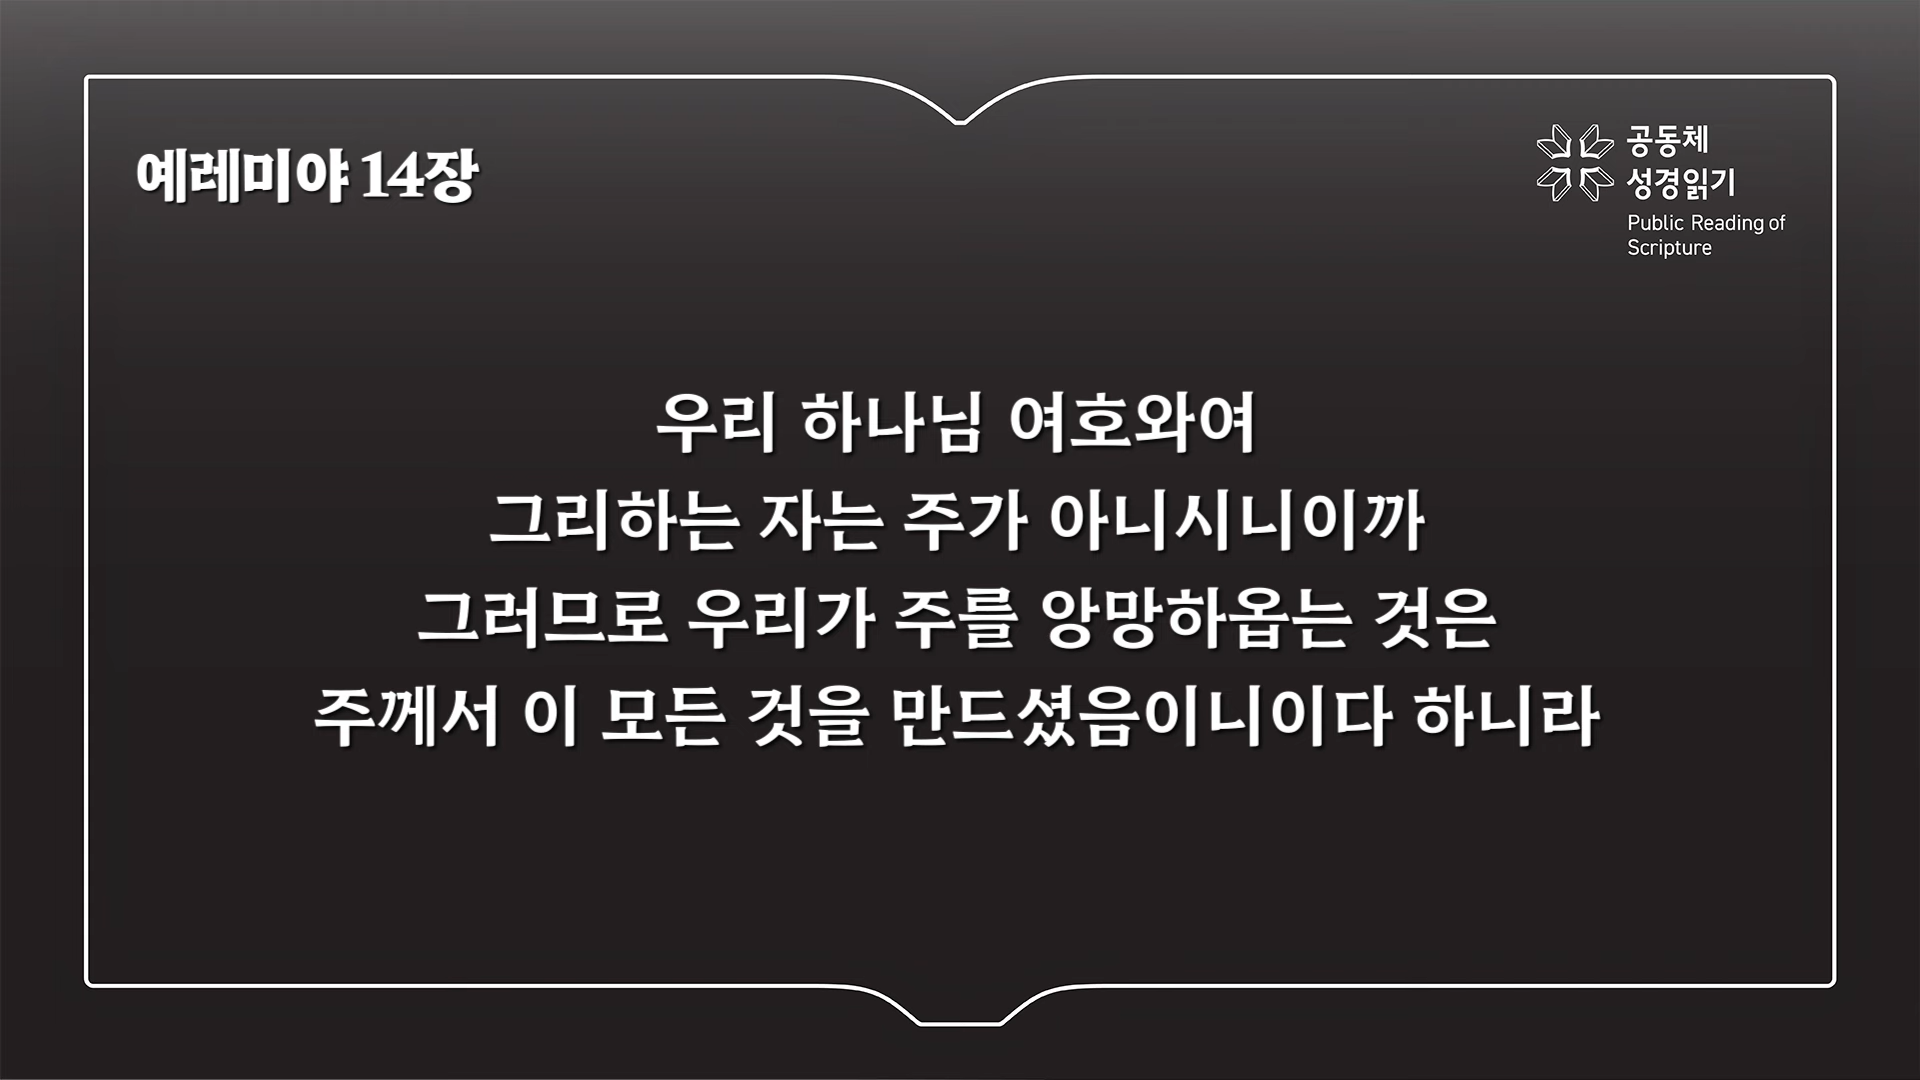 예레미야 14장
공동체
성경읽기
Public Reading of
Scripture
우리 하나님 여호와여
그리하는 자는 주가 아니시니이까
그러므로 우리가 주를 앙망하옵는 것은
주께서 이 모든 것을 만드셨음이니이다 하니라